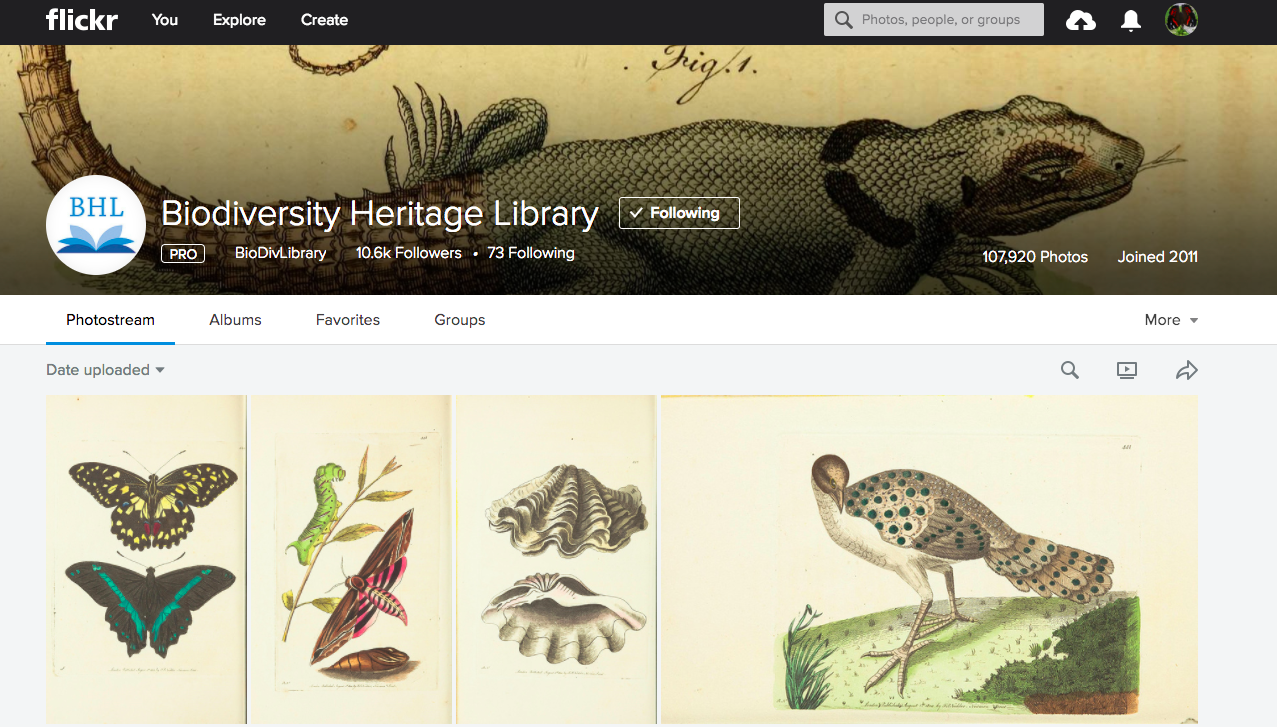 flickr You Explore Create Photos, people, or groups
Fig. 1.
BHL
Biodiversity Heritage Library Following
PRO BioDivLibrary 10.6k Followers • 73 Following 107,920 Photos Joined 2011
Photostream Albums Favorites Groups More
Date uploaded